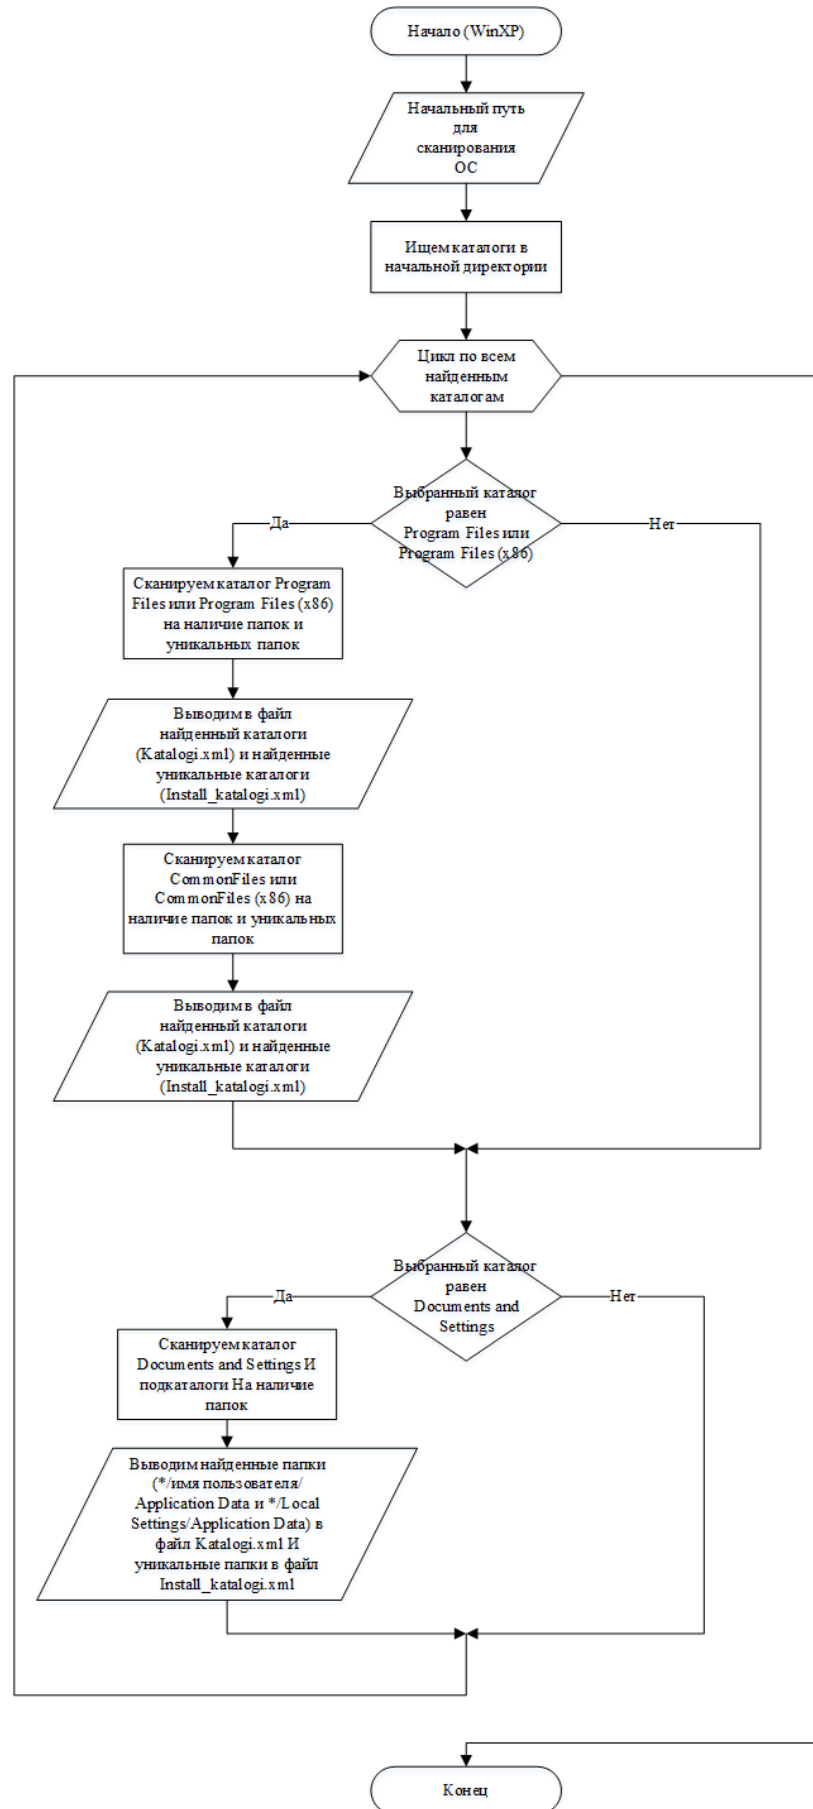 Начало (WinXP)
Начальный путь
для
сканирования
ОС
Ищем каталоги в
начальной директории
Цикл по всем
найденным
каталогам
Выбранный каталог
равен
Program Files или
Program Files (x86)
Да
Нет
Сканируем каталог Program
Files или Program Files (x86)
на наличие папок и
уникальных папок
Выводим в файл
найденный каталоги
(Katalogi.xml) и найденные
уникальные каталоги
(Install_katalogi.xml)
Сканируем каталог
CommonFiles или
CommonFiles (x86) на
наличие папок и уникальных
папок
Выводим в файл
найденный каталоги
(Katalogi.xml) и найденные
уникальные каталоги
(Install_katalogi.xml)
Выбранный каталог
равен
Documents and
Settings
Да
Нет
Сканируем каталог
Documents and Settings И
подкаталоги На наличие
папок
Выводим найденные папки
(*/имя пользователя/
Application Data и */Local
Settings/Application Data) в
файл Katalogi.xml И
уникальные папки в файл
Install_katalogi.xml
Конец